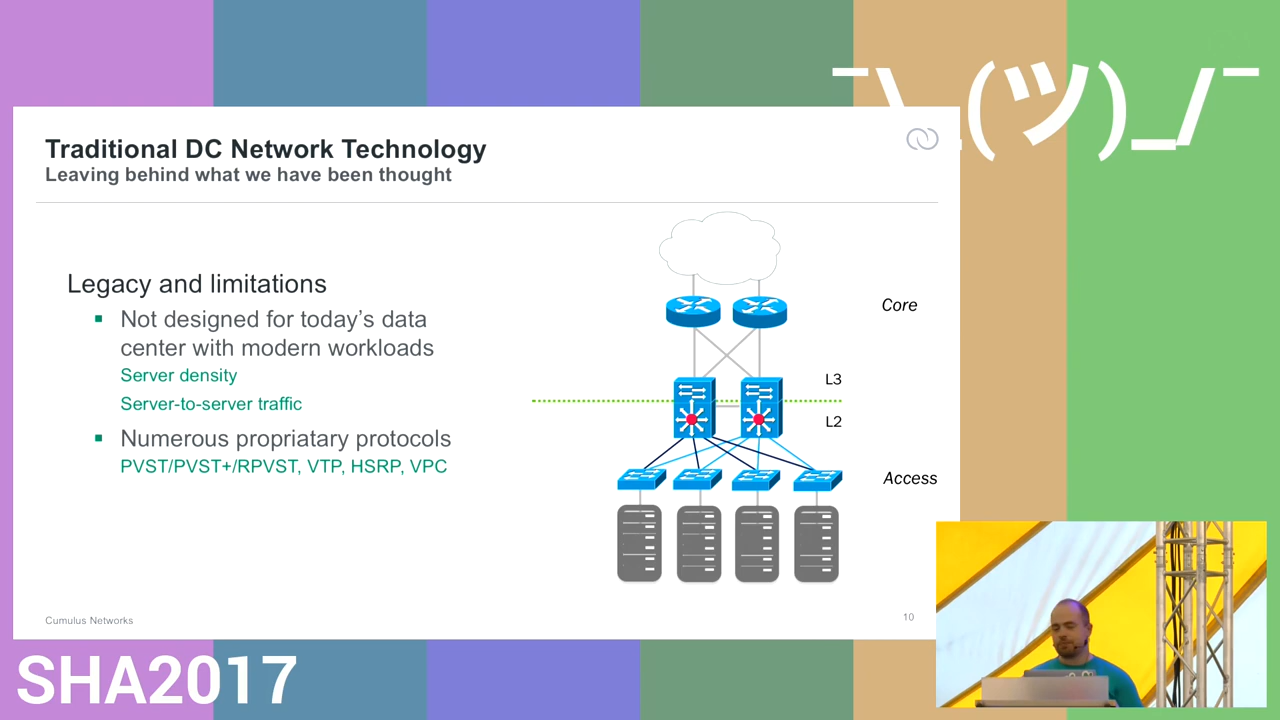 ¯\_(ツ)_/¯
Traditional DC Network Technology
Leaving behind what we have been thought
Legacy and limitations
Not designed for today’s data
center with modern workloads
Server density
Server-to-server traffic
Numerous propriatary protocols
PVST/PVST+/RPVST, VTP, HSRP, VPC
Core
L3
L2
Access
Cumulus Networks
10
SHA2017